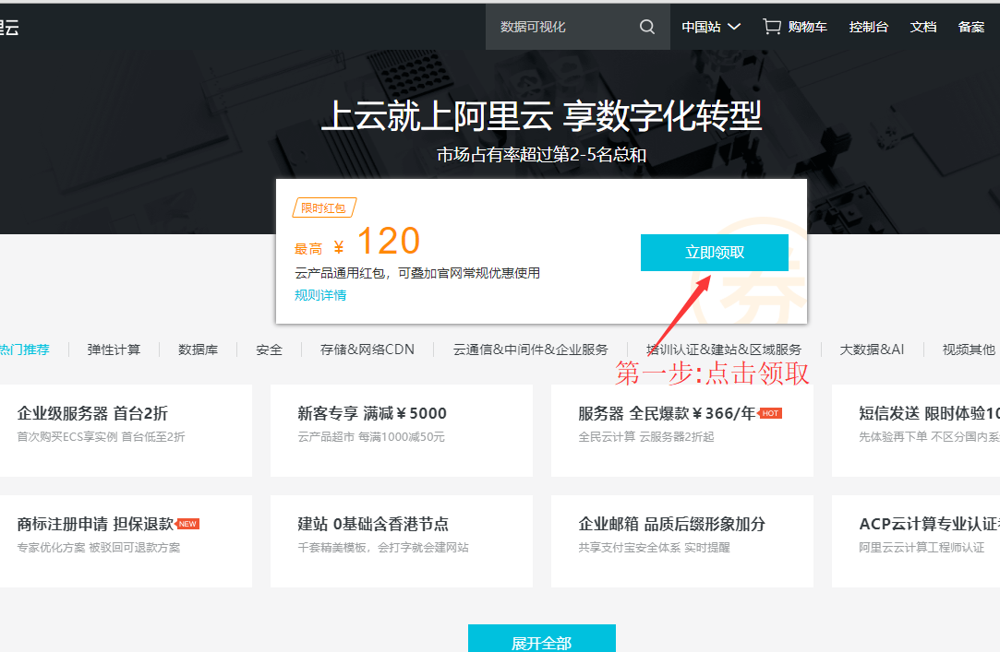 里云
数据可视化
中国站
购物车
控制台
文档
备案
上云就上阿里云 享数字化转型
市场占有率超过第2-5名总和
限时红包
最高 ¥ 120
云产品通用红包，可叠加官网常规优惠使用
规则详情
立即领取
券
热门推荐
弹性计算
数据库
安全
存储&网络CDN
云通信&中间件&企业服务
培训认证&建站&区域服务
大数据&AI
视频其他
第一步:点击领取
企业级服务器 首台2折
首次购买ECS享实例 首台低至2折
新客专享 满减￥5000
云产品超市 每满1000减50元
服务器 全民爆款￥366/年 HOT
全民云计算 云服务器2折起
短信发送 限时体验10
先体验再下单 不区分国内系
商标注册申请 担保退款 NEW
专家优化方案 被驳回可退款方案
建站 0基础含香港节点
千套精美模板，会打字就会建网站
企业邮箱 品质后缀形象加分
共享支付宝安全体系 实时提醒
ACP云计算专业认证考
阿里云云计算工程师认证
展开全部